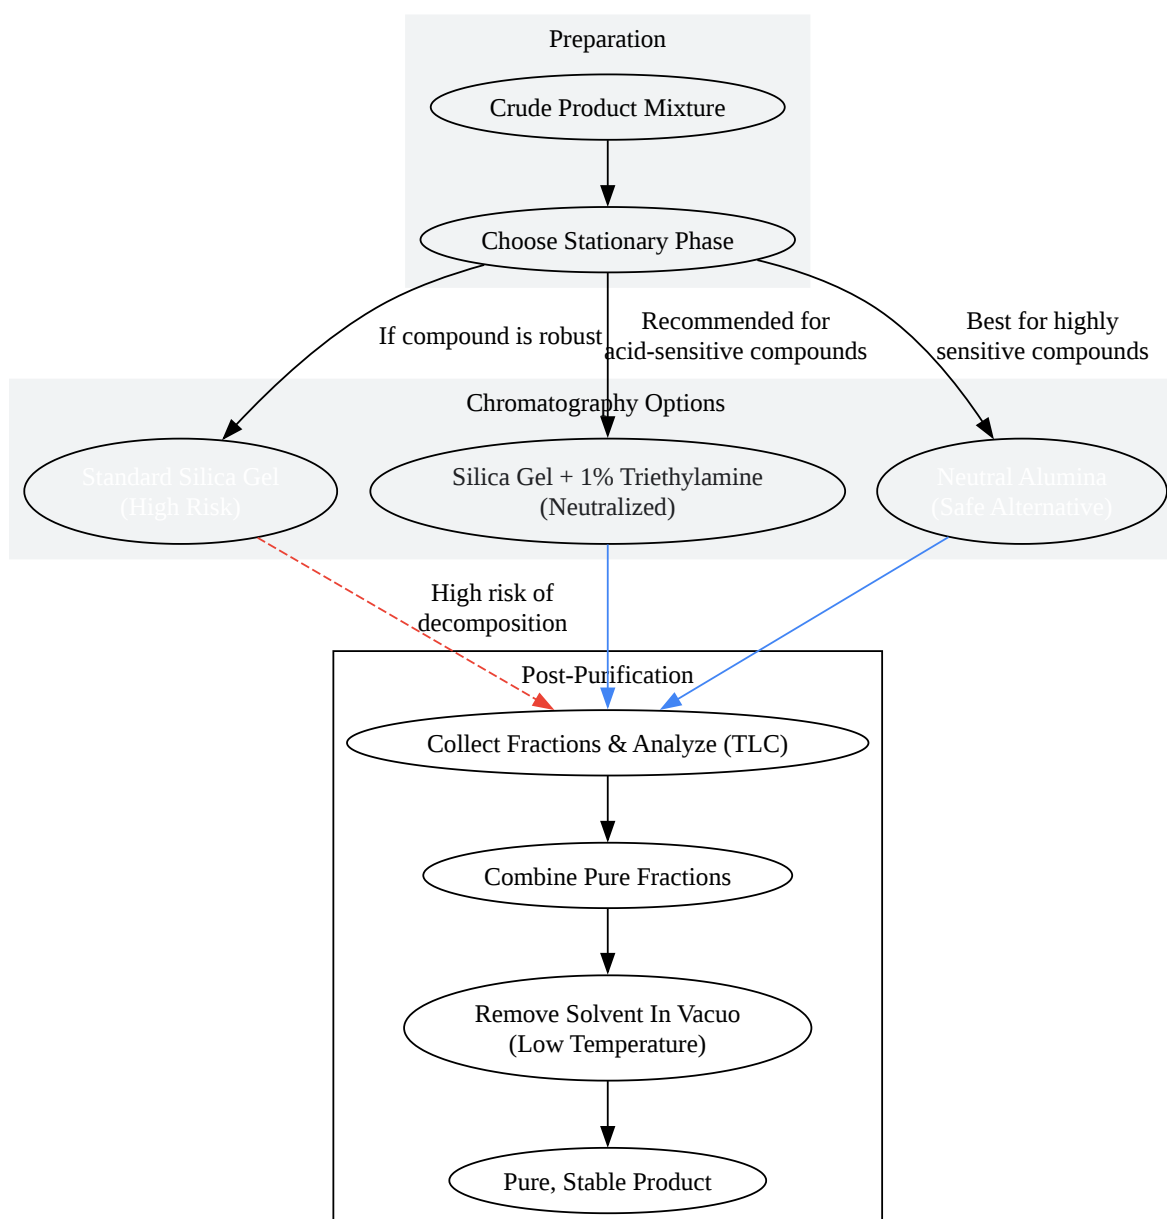 Preparation
Crude Product Mixture
Choose Stationary Phase
If compound is robust
Recommended for
acid-sensitive compounds
Best for highly
sensitive compounds
Chromatography Options
Standard Silica Gel
(High Risk)
Silica Gel + 1% Triethylamine
(Neutralized)
Neutral Alumina
(Safe Alternative)
High risk of
decomposition
Post-Purification
Collect Fractions & Analyze (TLC)
Combine Pure Fractions
Remove Solvent In Vacuo
(Low Temperature)
Pure, Stable Product